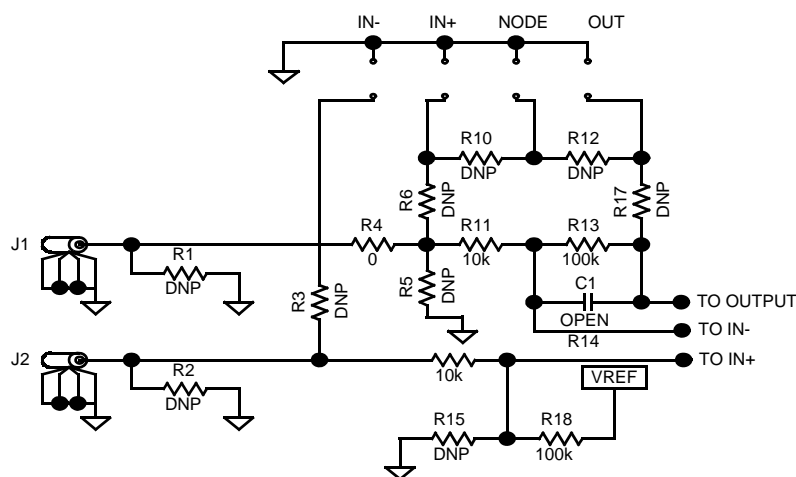 IN- IN+ NODE OUT
R10 R12
DNP DNP
R6 DNP R17 DNP
J1 R4 R11 R13
0 10k 100k
R1
DNP
R5 DNP C1
OPEN
R3 DNP
TO OUTPUT
TO IN-
R14
J2 TO IN+
R2
DNP
10k VREF
R15 R18
DNP 100k